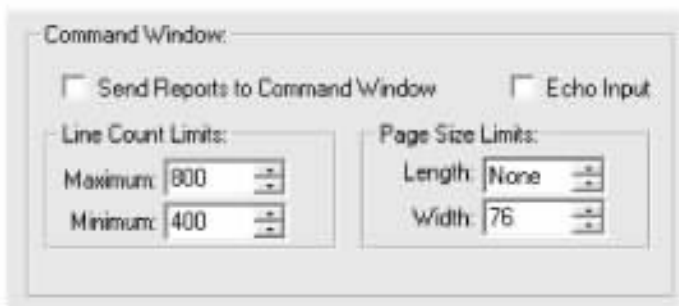 Command Window:
Send Reports to Command Window
Echo Input
Line Count Limits:
Maximum: 800
Minimum: 400
Page Size Limits:
Length: None
Width: 76